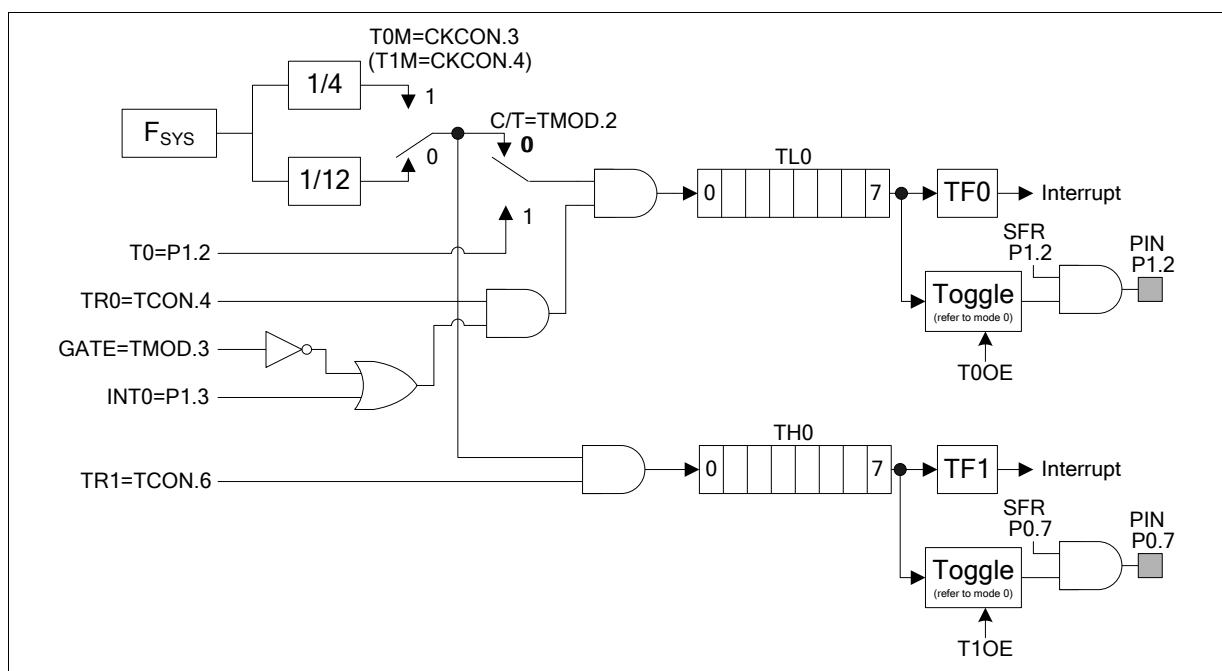 T0M=CKCON.3
(T1M=CKCON.4)
1/4
1
FSYS
C/T=TMOD.2
0
0
1/12
TL0
0
7
TF0
Interrupt
1
T0=P1.2
SFR
P1.2
PIN
P1.2
TR0=TCON.4
Toggle
(refer to mode 0)
GATE=TMOD.3
T0OE
INT0=P1.3
TH0
0
7
TF1
Interrupt
TR1=TCON.6
SFR
P0.7
PIN
P0.7
Toggle
(refer to mode 0)
T1OE